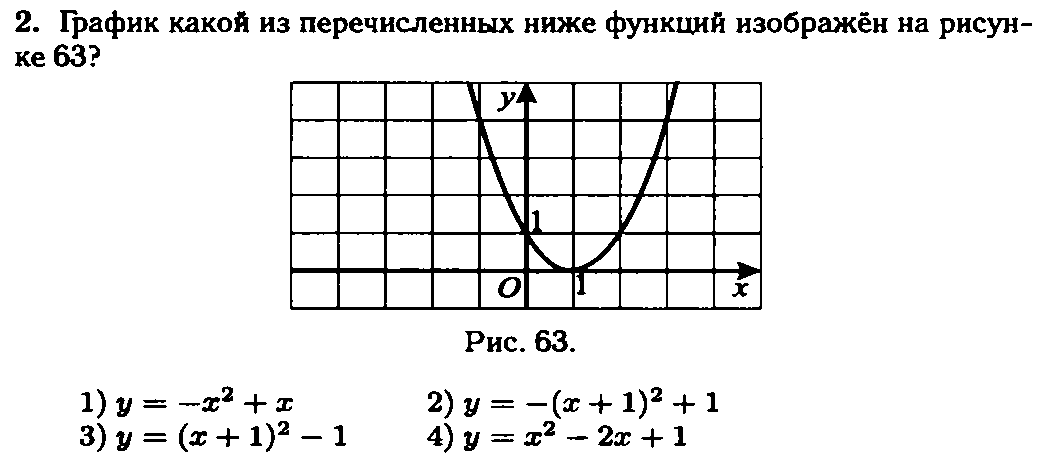 2. График какой из перечисленных ниже функций изображён на рисун-
ке 63?
y
1
O
1
x
Рис. 63.
1) y = −x² + x 2) y = −(x + 1)² + 1
3) y = (x + 1)² − 1 4) y = x² − 2x + 1